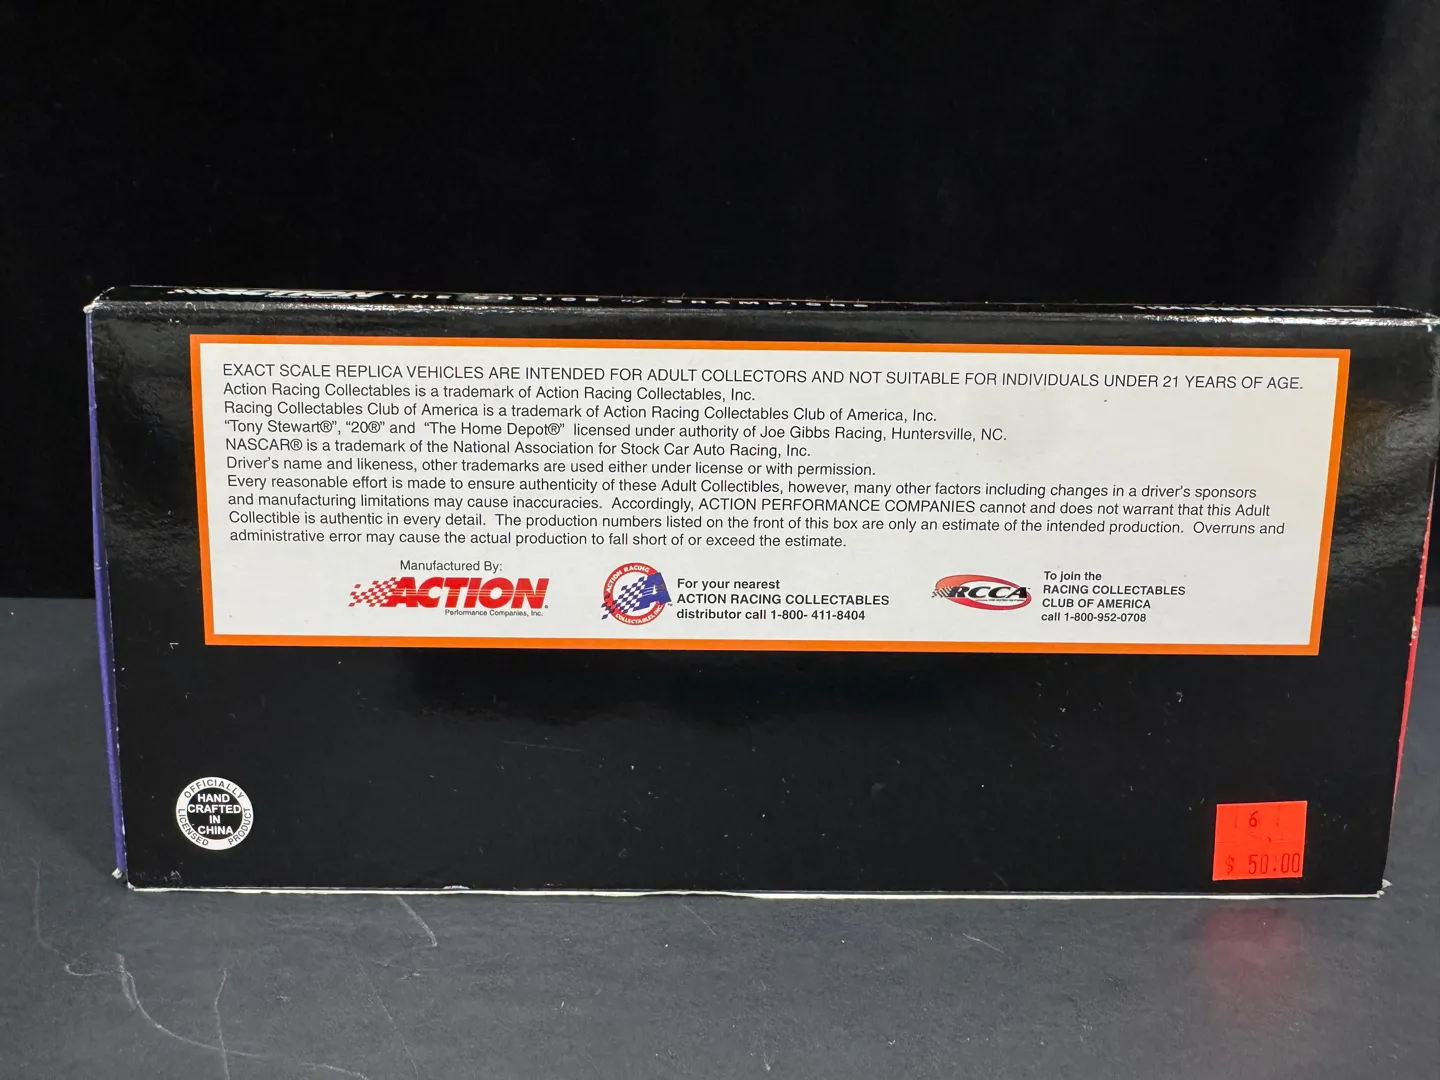 ACTION THE CHOICE of CHAMPIONS
EXACT SCALE REPLICA VEHICLES ARE INTENDED FOR ADULT COLLECTORS AND NOT SUITABLE FOR INDIVIDUALS UNDER 21 YEARS OF AGE.
Action Racing Collectables is a trademark of Action Racing Collectables, Inc.
Racing Collectables Club of America is a trademark of Action Racing Collectables Club of America, Inc.
“Tony Stewart®”, “20®” and “The Home Depot®” licensed under authority of Joe Gibbs Racing, Huntersville, NC.
NASCAR® is a trademark of the National Association for Stock Car Auto Racing, Inc.
Driver's name and likeness, other trademarks are used either under license or with permission.
Every reasonable effort is made to ensure authenticity of these Adult Collectibles, however, many other factors including changes in a driver's sponsors
and manufacturing limitations may cause inaccuracies. Accordingly, ACTION PERFORMANCE COMPANIES cannot and does not warrant that this Adult
Collectible is authentic in every detail. The production numbers listed on the front of this box are only an estimate of the intended production. Overruns and
administrative error may cause the actual production to fall short of or exceed the estimate.
Manufactured By:
ACTION
Performance Companies, Inc.
ACTION RACING
COLLECTABLES, INC.
For your nearest
ACTION RACING COLLECTABLES
distributor call 1-800- 411-8404
RCCA
To join the
RACING COLLECTABLES
CLUB OF AMERICA
call 1-800-952-0708
OFFICIALLY
LICENSED PRODUCT
HAND
CRAFTED
IN
CHINA
6
$ 50.00